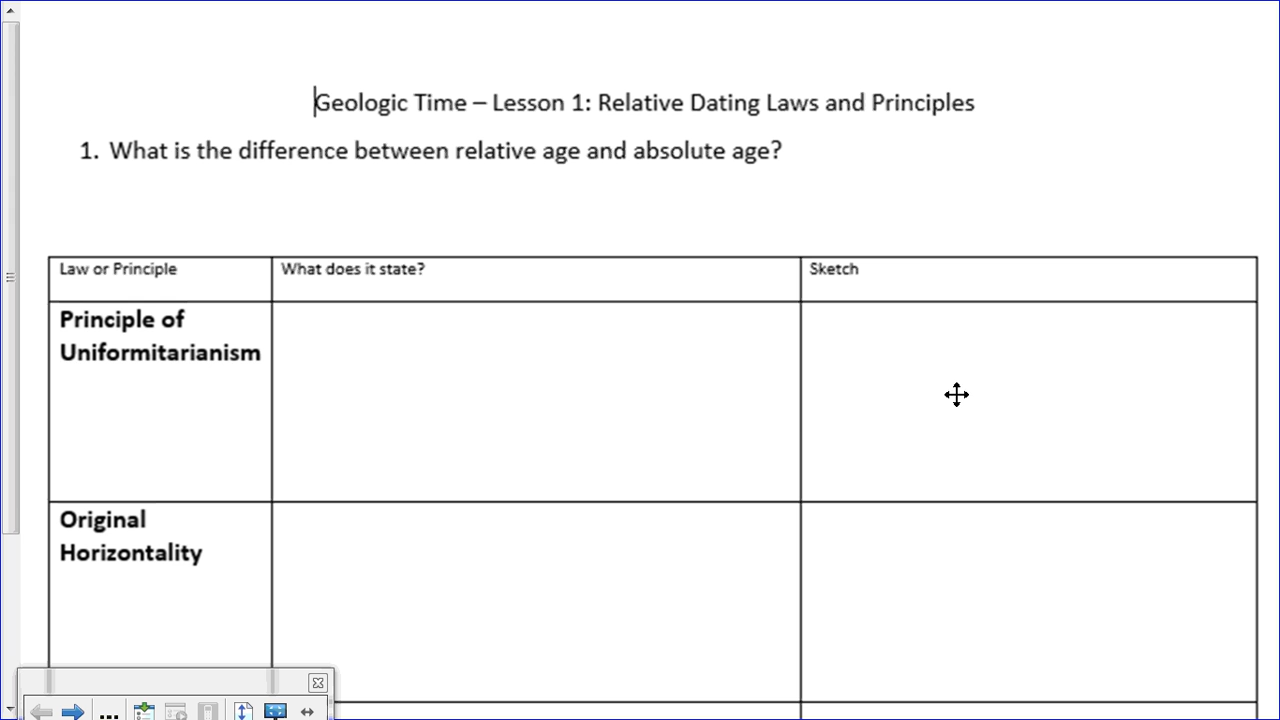 Geologic Time – Lesson 1: Relative Dating Laws and Principles
1. What is the difference between relative age and absolute age?
Law or Principle
What does it state?
Sketch
Principle of
Uniformitarianism
Original
Horizontality